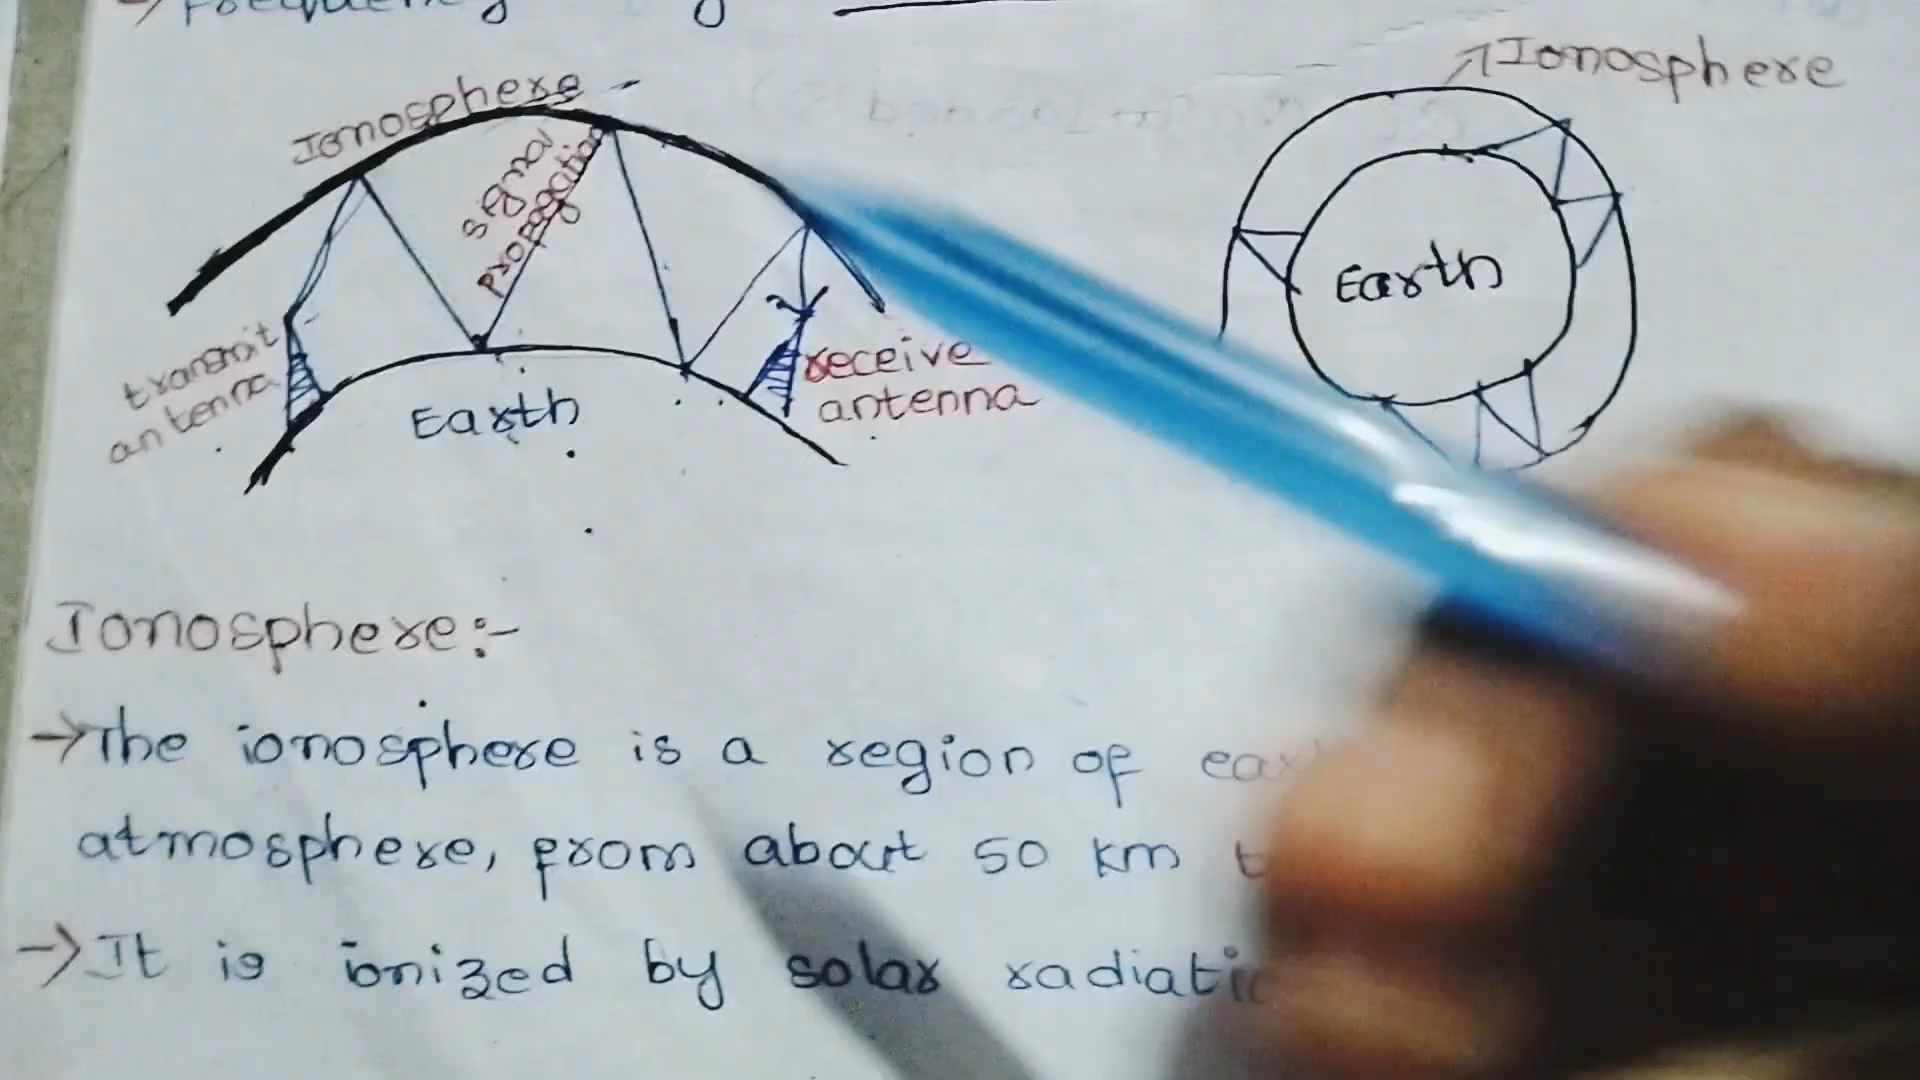 Ionosphere
Ionosphere
signal
propagation
transmit
antenna
Earth
receive
antenna
Earth
Ionosphere:-
→The ionosphere is a region of
atmosphere, from about 50 km
→It is ionized by solar